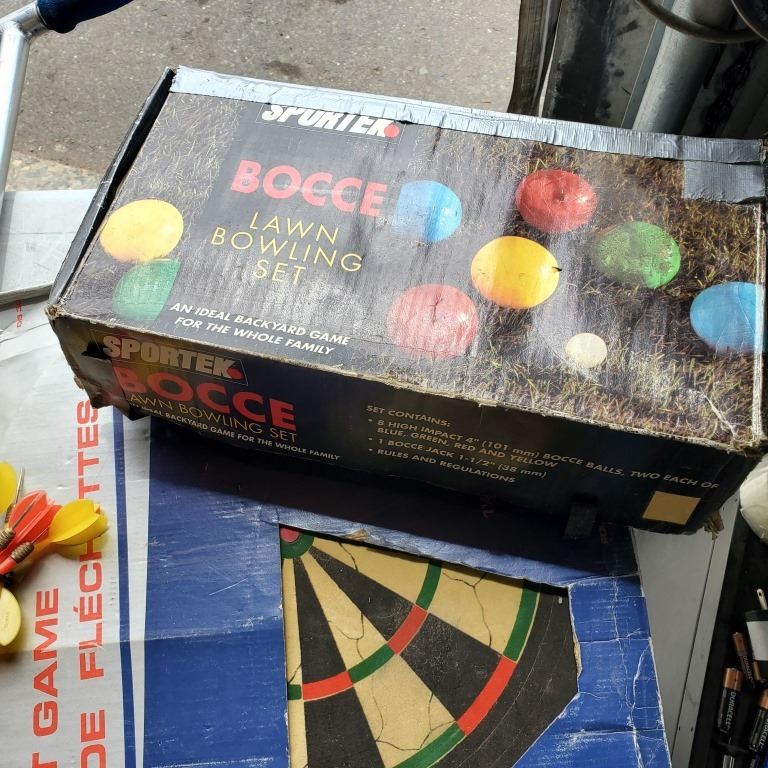 SPORTEK
BOCCE
LAWN
BOWLING
SET
AN IDEAL BACKYARD GAME
FOR THE WHOLE FAMILY
SPORTEK
BOCCE
LAWN BOWLING SET
IDEAL BACKYARD GAME FOR THE WHOLE FAMILY
SET CONTAINS:
• 8 HIGH IMPACT 4" (101 mm) BOCCE BALLS, TWO EACH OF
BLUE, GREEN, RED AND YELLOW
• 1 BOCCE JACK 1-1/2" (38 mm)
• RULES AND REGULATIONS
GAME
DE FLÉCHETTES
DURACELL